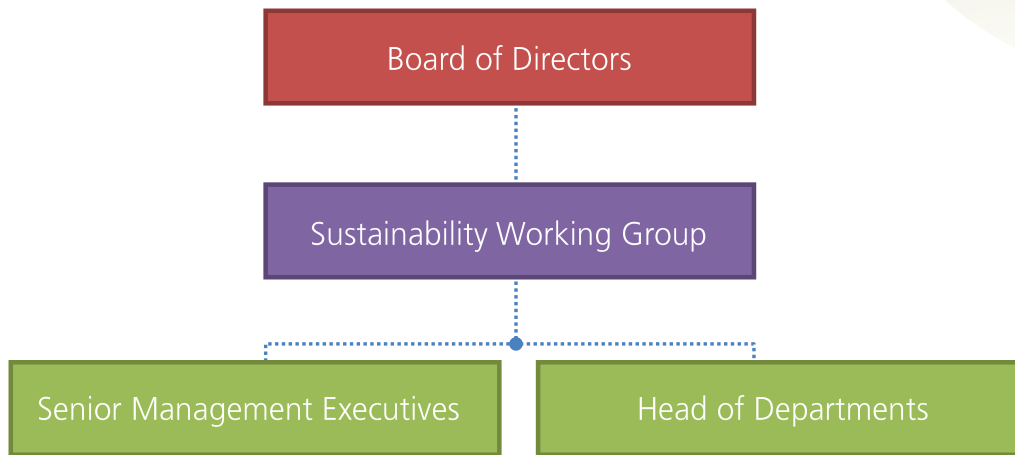 Board of Directors
Sustainability Working Group
Senior Management Executives
Head of Departments